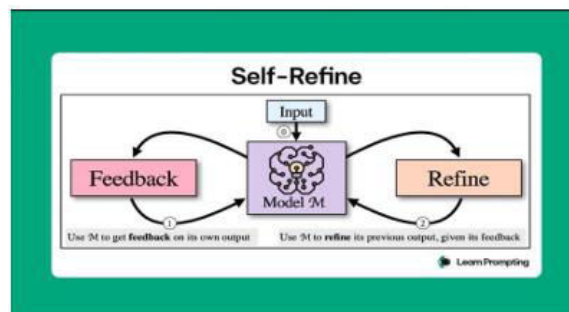 Self-Refine
Input
0
Feedback
Model M
Refine
1
2
Use M to get feedback on its own output
Use M to refine its previous output, given its feedback
Learn Prompting